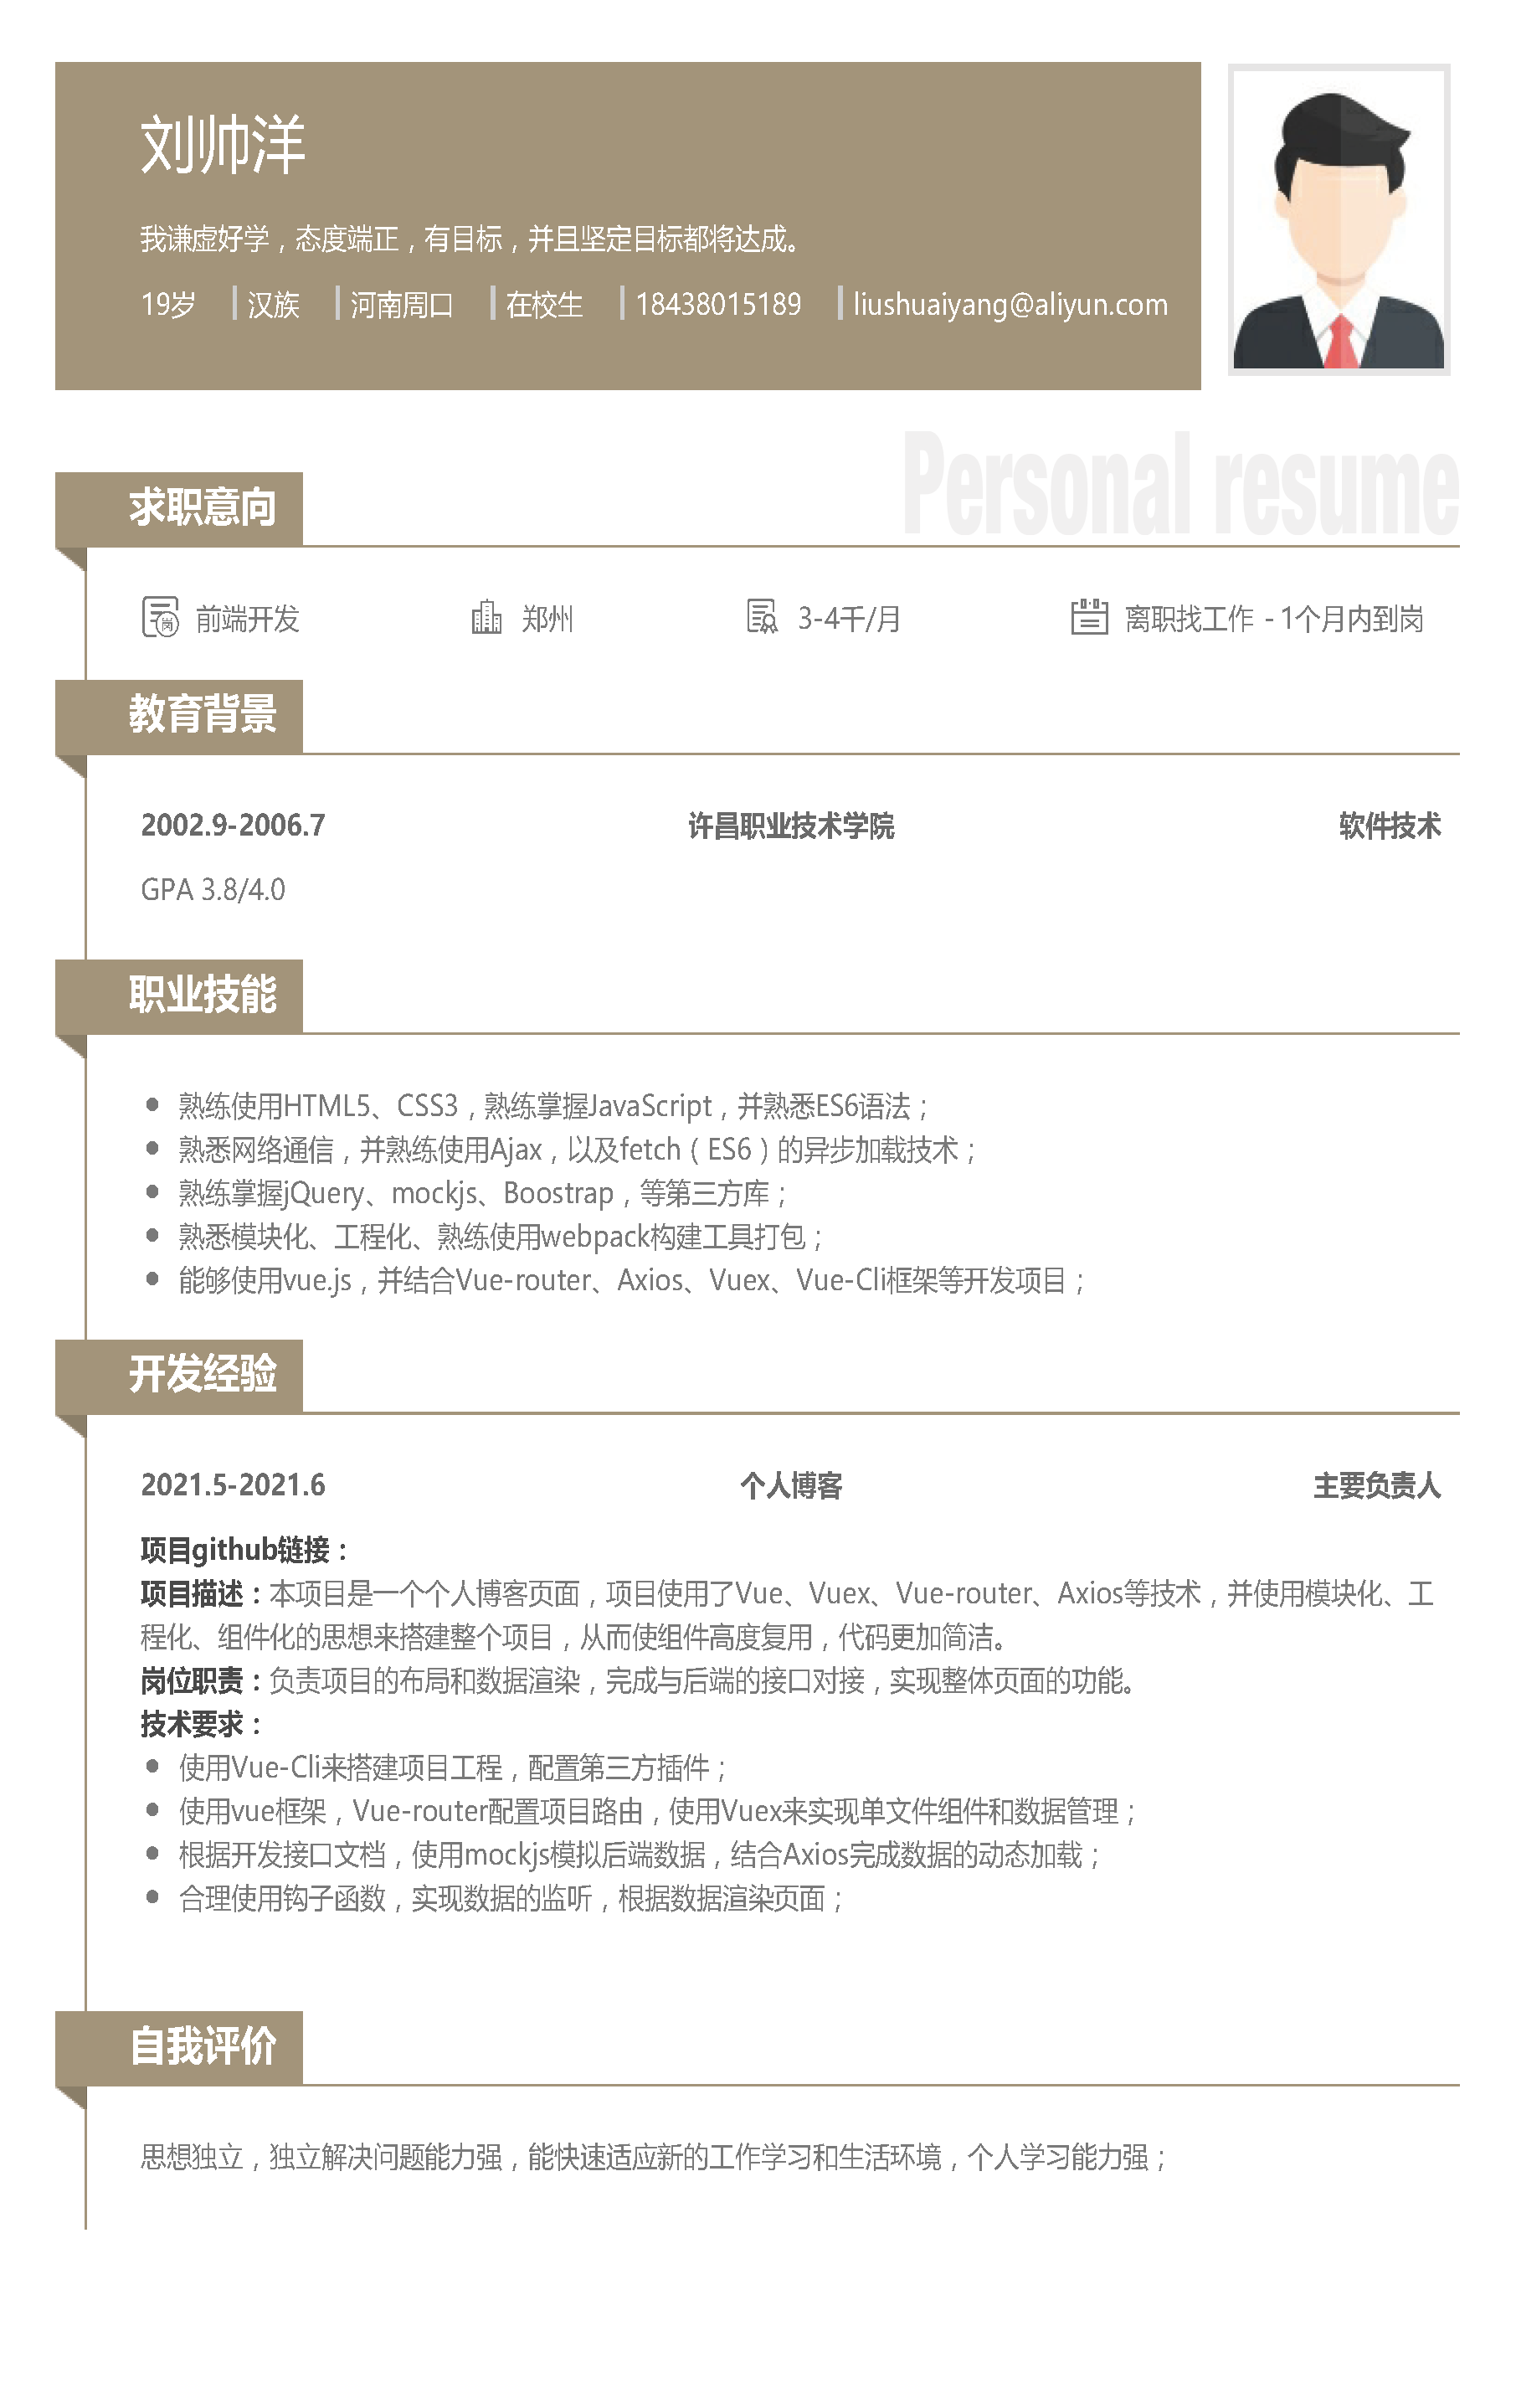 刘帅洋
我谦虚好学，态度端正，有目标，并且坚定目标都将达成。
19岁 汉族 河南周口 在校生 18438015189 liushuaiyang@aliyun.com
Personal resume
求职意向
岗 前端开发 郑州 3-4千/月 离职找工作 - 1个月内到岗
教育背景
2002.9-2006.7 许昌职业技术学院 软件技术
GPA 3.8/4.0
职业技能
● 熟练使用HTML5、CSS3，熟练掌握JavaScript，并熟悉ES6语法；
● 熟悉网络通信，并熟练使用Ajax，以及fetch（ES6）的异步加载技术；
● 熟练掌握jQuery、mockjs、Boostrap，等第三方库；
● 熟悉模块化、工程化、熟练使用webpack构建工具打包；
● 能够使用vue.js，并结合Vue-router、Axios、Vuex、Vue-Cli框架等开发项目；
开发经验
2021.5-2021.6 个人博客 主要负责人
项目github链接：
项目描述：本项目是一个个人博客页面，项目使用了Vue、Vuex、Vue-router、Axios等技术，并使用模块化、工
程化、组件化的思想来搭建整个项目，从而使组件高度复用，代码更加简洁。
岗位职责：负责项目的布局和数据渲染，完成与后端的接口对接，实现整体页面的功能。
技术要求：
● 使用Vue-Cli来搭建项目工程，配置第三方插件；
● 使用vue框架，Vue-router配置项目路由，使用Vuex来实现单文件组件和数据管理；
● 根据开发接口文档，使用mockjs模拟后端数据，结合Axios完成数据的动态加载；
● 合理使用钩子函数，实现数据的监听，根据数据渲染页面；
自我评价
思想独立，独立解决问题能力强，能快速适应新的工作学习和生活环境，个人学习能力强；